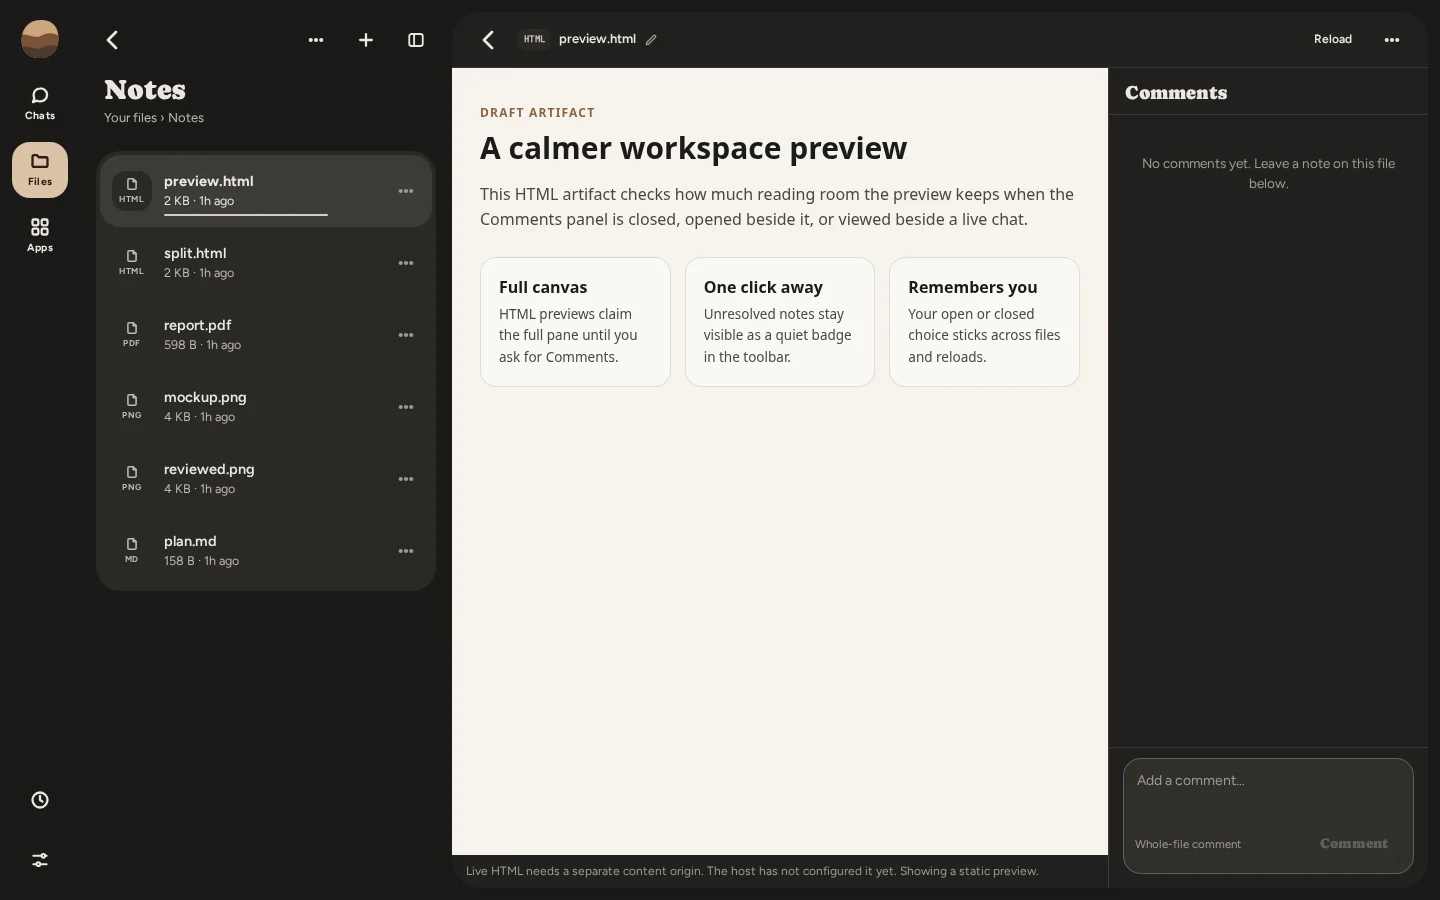 Chats
Files
Apps
Notes
Your files › Notes
HTML
preview.html
2 KB · 1h ago
HTML
split.html
2 KB · 1h ago
PDF
report.pdf
598 B · 1h ago
PNG
mockup.png
4 KB · 1h ago
PNG
reviewed.png
4 KB · 1h ago
MD
plan.md
158 B · 1h ago
HTML preview.html
Reload
DRAFT ARTIFACT
A calmer workspace preview
This HTML artifact checks how much reading room the preview keeps when the
Comments panel is closed, opened beside it, or viewed beside a live chat.
Full canvas
HTML previews claim
the full pane until you
ask for Comments.
One click away
Unresolved notes stay
visible as a quiet badge
in the toolbar.
Remembers you
Your open or closed
choice sticks across files
and reloads.
Live HTML needs a separate content origin. The host has not configured it yet. Showing a static preview.
Comments
No comments yet. Leave a note on this file
below.
Add a comment…
Whole-file comment
Comment